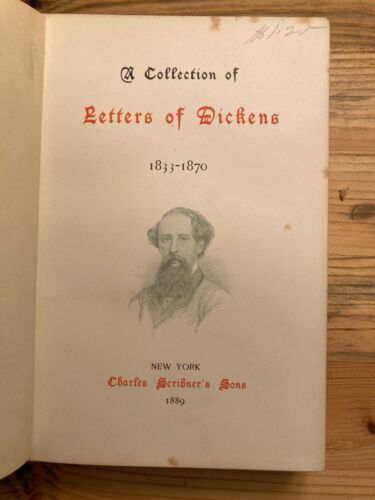 $1.25
A Collection of
Letters of Dickens
1833-1870
NEW YORK
Charles Scribner's Sons
1889